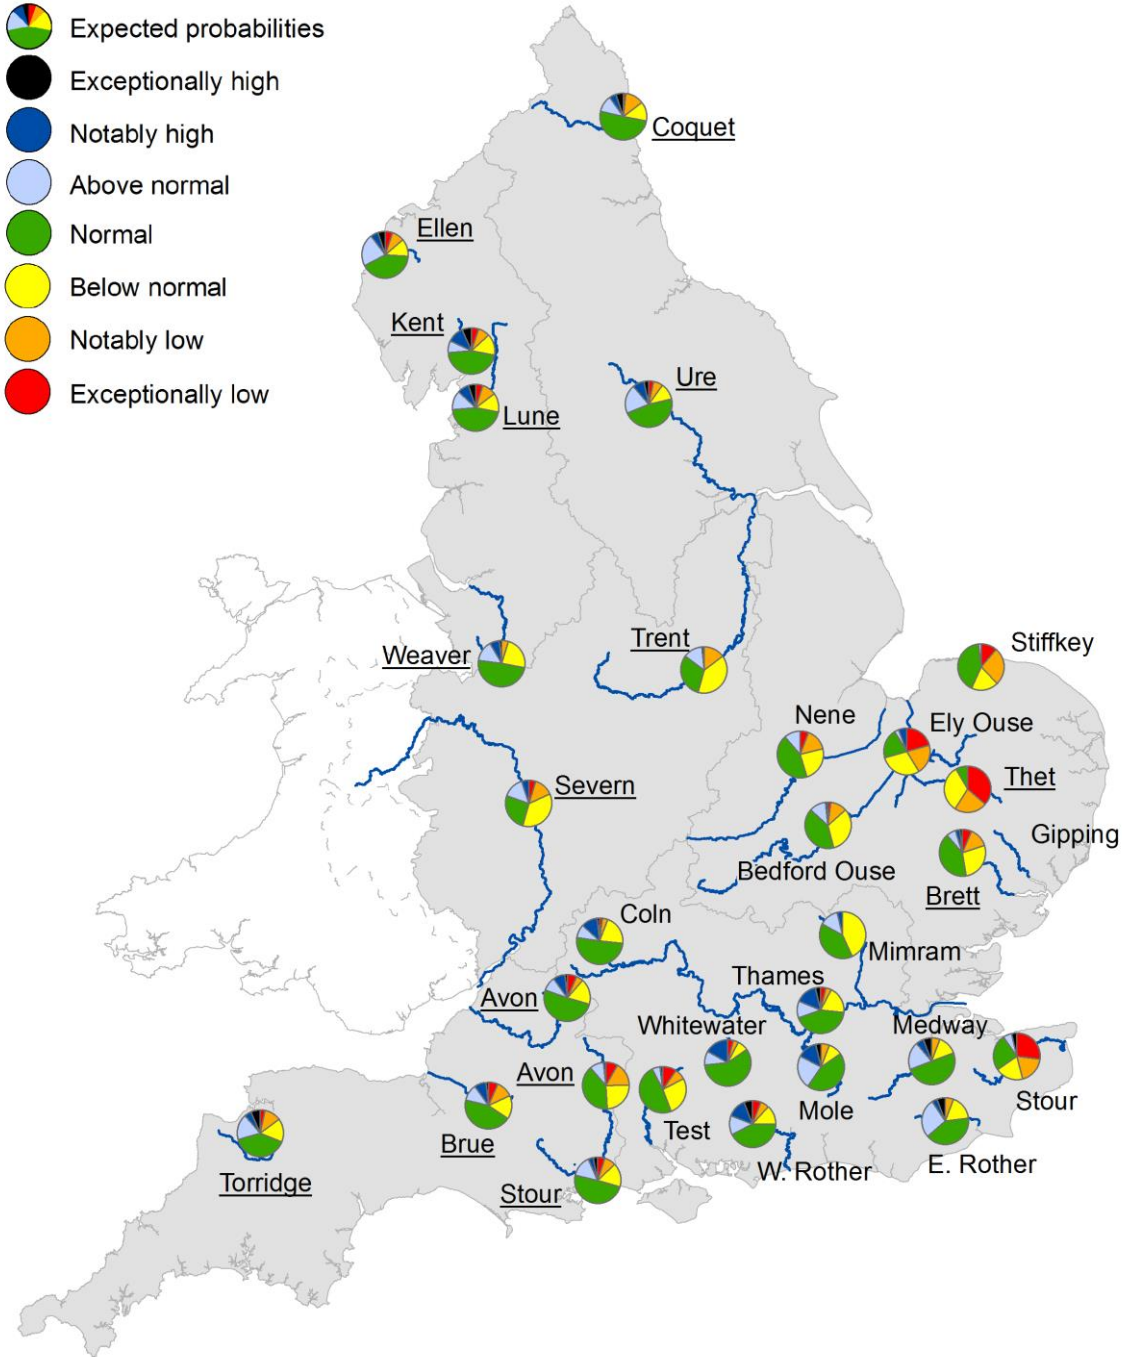 Expected probabilities
Exceptionally high
Notably high
Above normal
Normal
Below normal
Notably low
Exceptionally low
Coquet
Ellen
Kent
Lune
Ure
Weaver
Trent
Stiffkey
Nene
Ely Ouse
Severn
Thet
Gipping
Bedford Ouse
Brett
Coln
Mimram
Thames
Avon
Whitewater
Medway
Avon
Stour
Mole
Test
Brue
W. Rother
E. Rother
Torridge
Stour